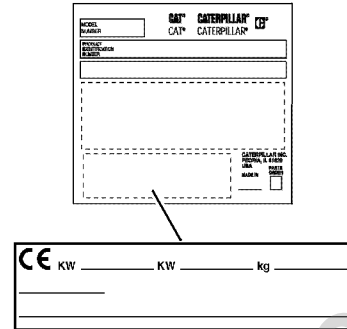 MODEL NUMBER
CAT® CATERPILLAR®
CAT® CATERPILLAR®
PRODUCT IDENTIFICATION NUMBER
CATERPILLAR INC.
PEORIA, IL 61629
USA
MADE IN
CE KW KW kg